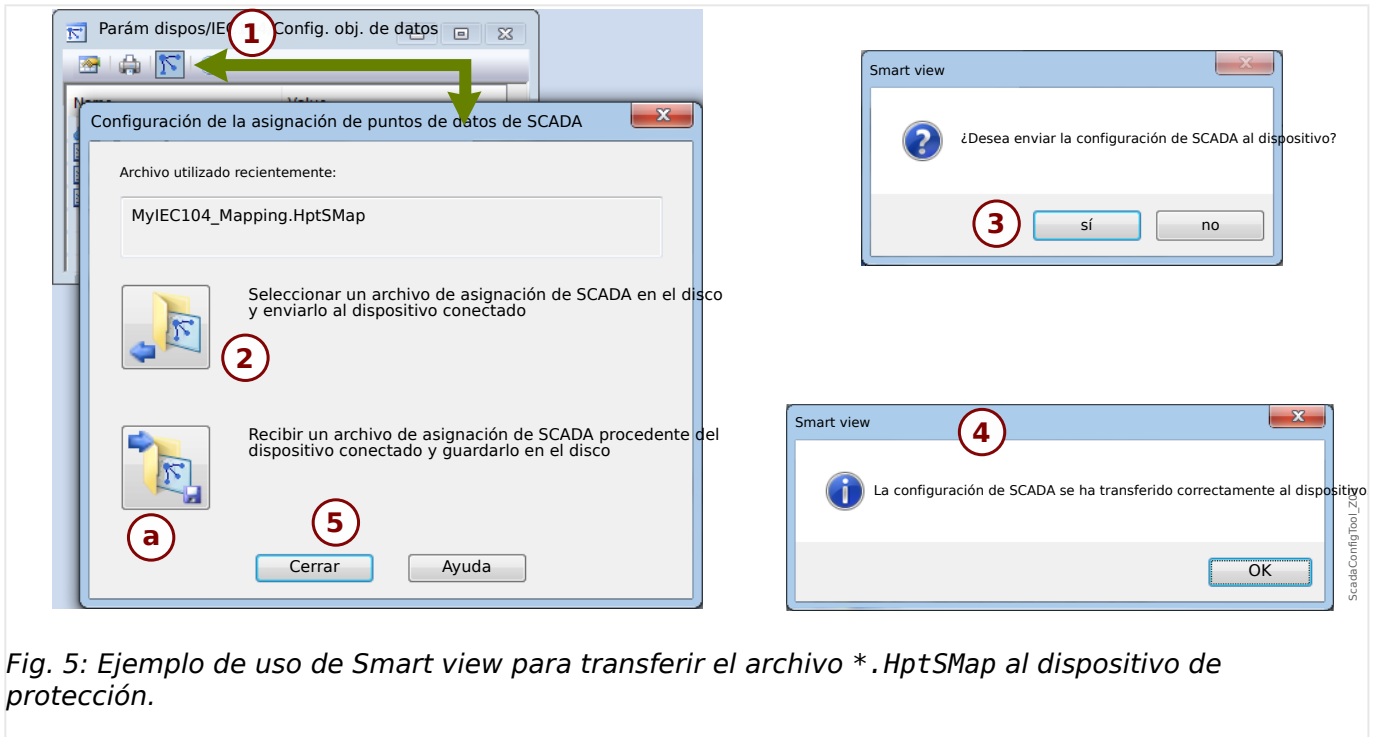 Parám dispos/IEC
1
Config. obj. de datos
Name
Value
Configuración de la asignación de puntos de datos de SCADA
Archivo utilizado recientemente:
MyIEC104_Mapping.HptSMap
Seleccionar un archivo de asignación de SCADA en el disco
y enviarlo al dispositivo conectado
2
Recibir un archivo de asignación de SCADA procedente del
dispositivo conectado y guardarlo en el disco
a
5
Cerrar
Ayuda
Smart view
¿Desea enviar la configuración de SCADA al dispositivo?
3
sí
no
Smart view
4
La configuración de SCADA se ha transferido correctamente al dispositivo
OK
Fig. 5: Ejemplo de uso de Smart view para transferir el archivo *.HptSMap al dispositivo de
protección.